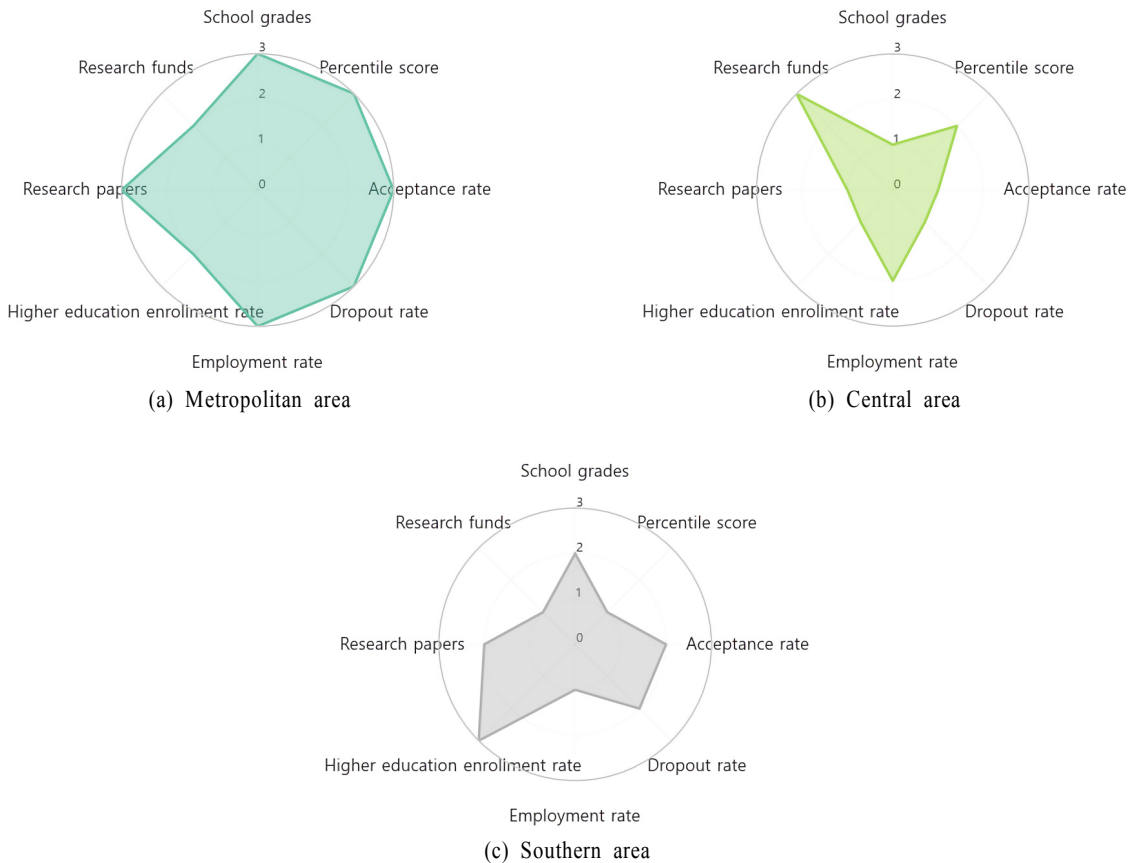 School grades
3
Research funds
Percentile score
2
1
0
Research papers
Acceptance rate
Higher education enrollment rate
Dropout rate
Employment rate
(a) Metropolitan area
School grades
3
Research funds
Percentile score
2
1
0
Research papers
Acceptance rate
Higher education enrollment rate
Dropout rate
Employment rate
(b) Central area
School grades
3
Research funds
Percentile score
2
1
0
Research papers
Acceptance rate
Higher education enrollment rate
Dropout rate
Employment rate
(c) Southern area